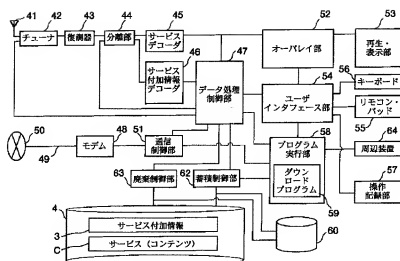 41
42
43
44
45
52
53
チューナ
復調器
分離部
サービス
デコーダ
オーバレイ部
再生・
表示部
46
47
サービス
付加情報
デコーダ
データ処理
制御部
54
56
キーボード
ユーザ
インタフェース部
リモコン・
パッド
55
50
48
51
49
モデム
通信
制御部
58
プログラム
実行部
64
周辺装置
63
廃棄制御部
62
蓄積制御部
ダウン
ロード
プログラム
59
57
操作
記録部
4
3
サービス付加情報
C
サービス(コンテンツ)
60